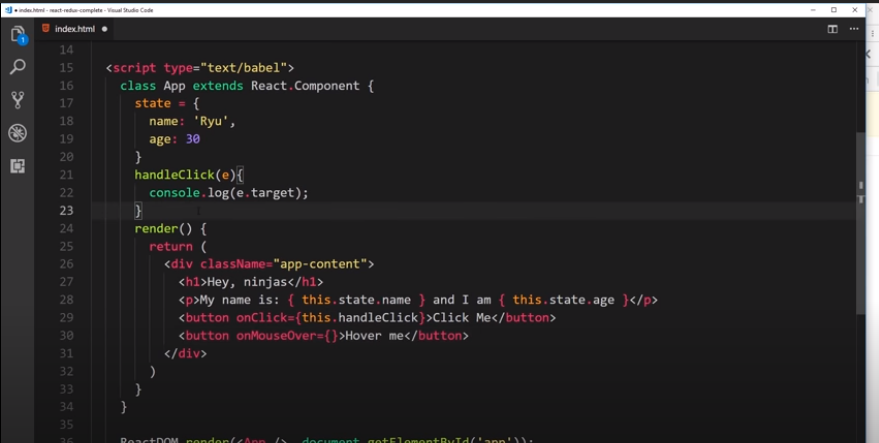 index.html - react-redux-complete - Visual Studio Code
index.html
1
14
15 <script type="text/babel">
16 class App extends React.Component {
17 state = {
18 name: 'Ryu',
19 age: 30
20 }
21 handleClick(e){
22 console.log(e.target);
23 }
24 render() {
25 return (
26 <div className="app-content">
27 <h1>Hey, ninjas</h1>
28 <p>My name is: { this.state.name } and I am { this.state.age }</p>
29 <button onClick={this.handleClick}>Click Me</button>
30 <button onMouseOver={}>Hover me</button>
31 </div>
32 )
33 }
34 }
35
36 ReactDOM.render(<App />, document.getElementById('app'));